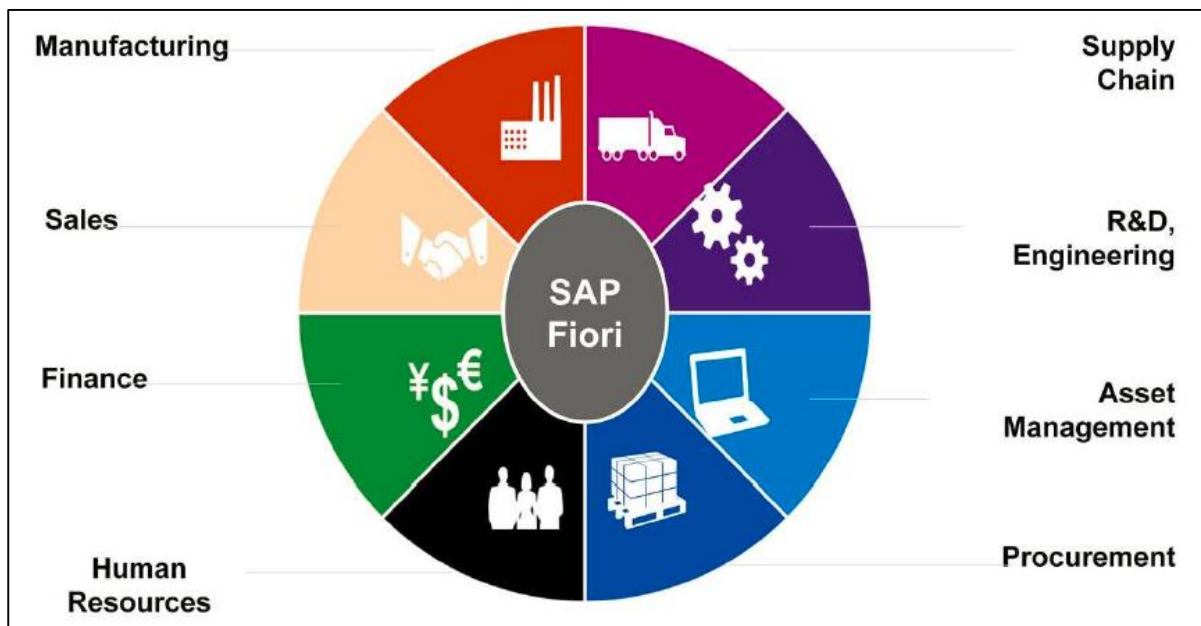 Manufacturing
Supply
Chain
Sales
R&D,
Engineering
SAP
Fiori
Finance
¥$€
Asset
Management
Human
Resources
Procurement